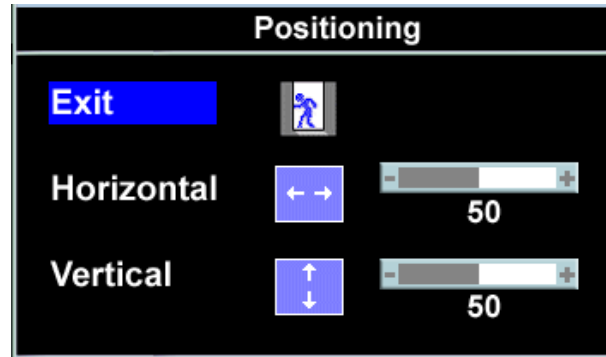 Positioning
Exit
Horizontal
- +
50
Vertical
- +
50